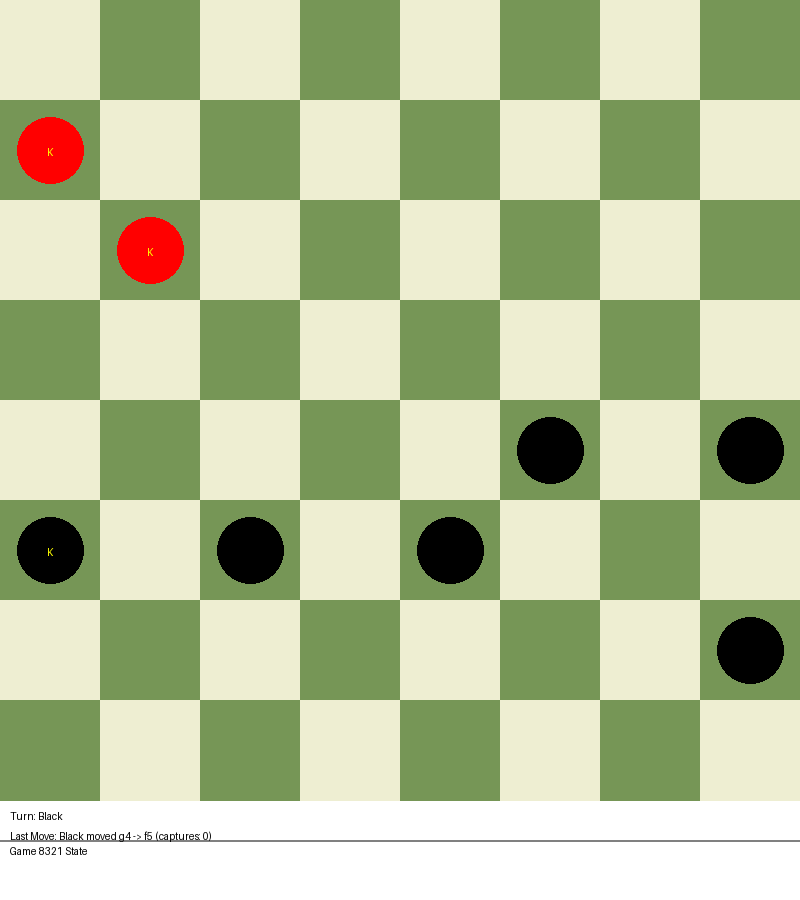 K
K
K
Turn: Black
Last Move: Black moved g4 -> f5 (captures: 0)
Game 8321 State